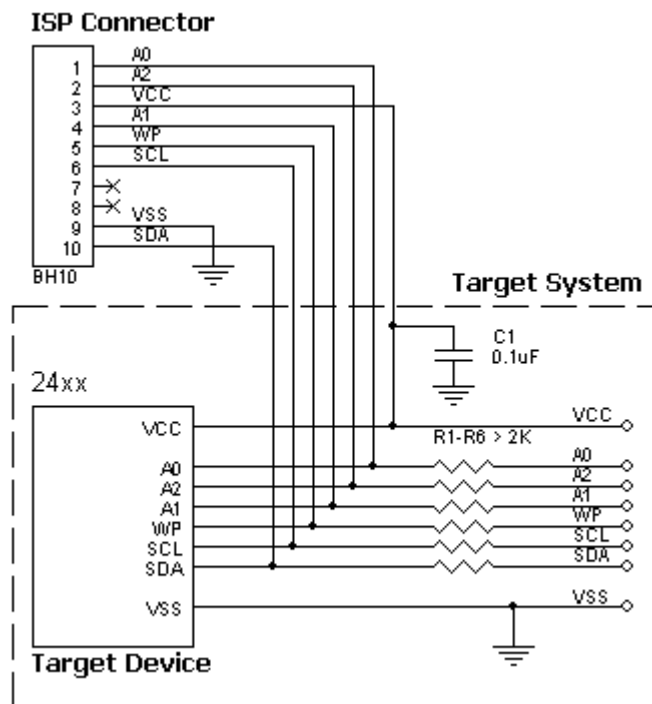 ISP Connector
1 A0
2 A2
3 VCC
4 A1
5 WP
6 SCL
7
8
9 VSS
10 SDA
BH10
Target System
C1
0.1uF
24xx
VCC VCC
R1-R6 > 2K
A0 A0
A2 A2
A1 A1
WP WP
SCL SCL
SDA SDA
VSS VSS
Target Device